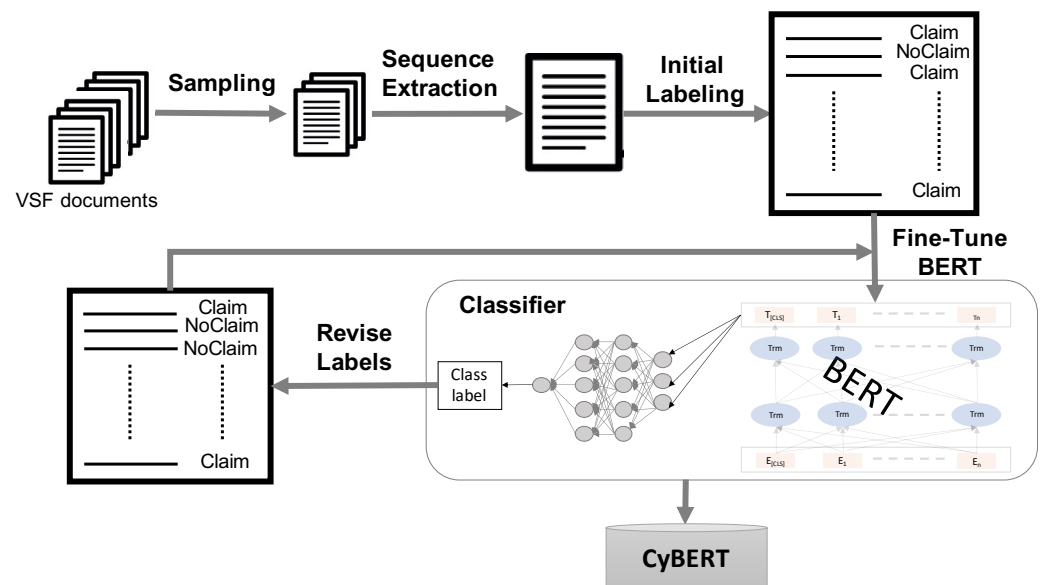 Sampling
Sequence
Extraction
Initial
Labeling
Claim
NoClaim
Claim
Claim
VSF documents
Fine-Tune
BERT
Claim
NoClaim
NoClaim
Claim
Revise
Labels
Classifier
Class
label
T[CLS] T1 Tn
Trm Trm Trm
BERT
Trm Trm Trm
E[CLS] E1 En
CyBERT